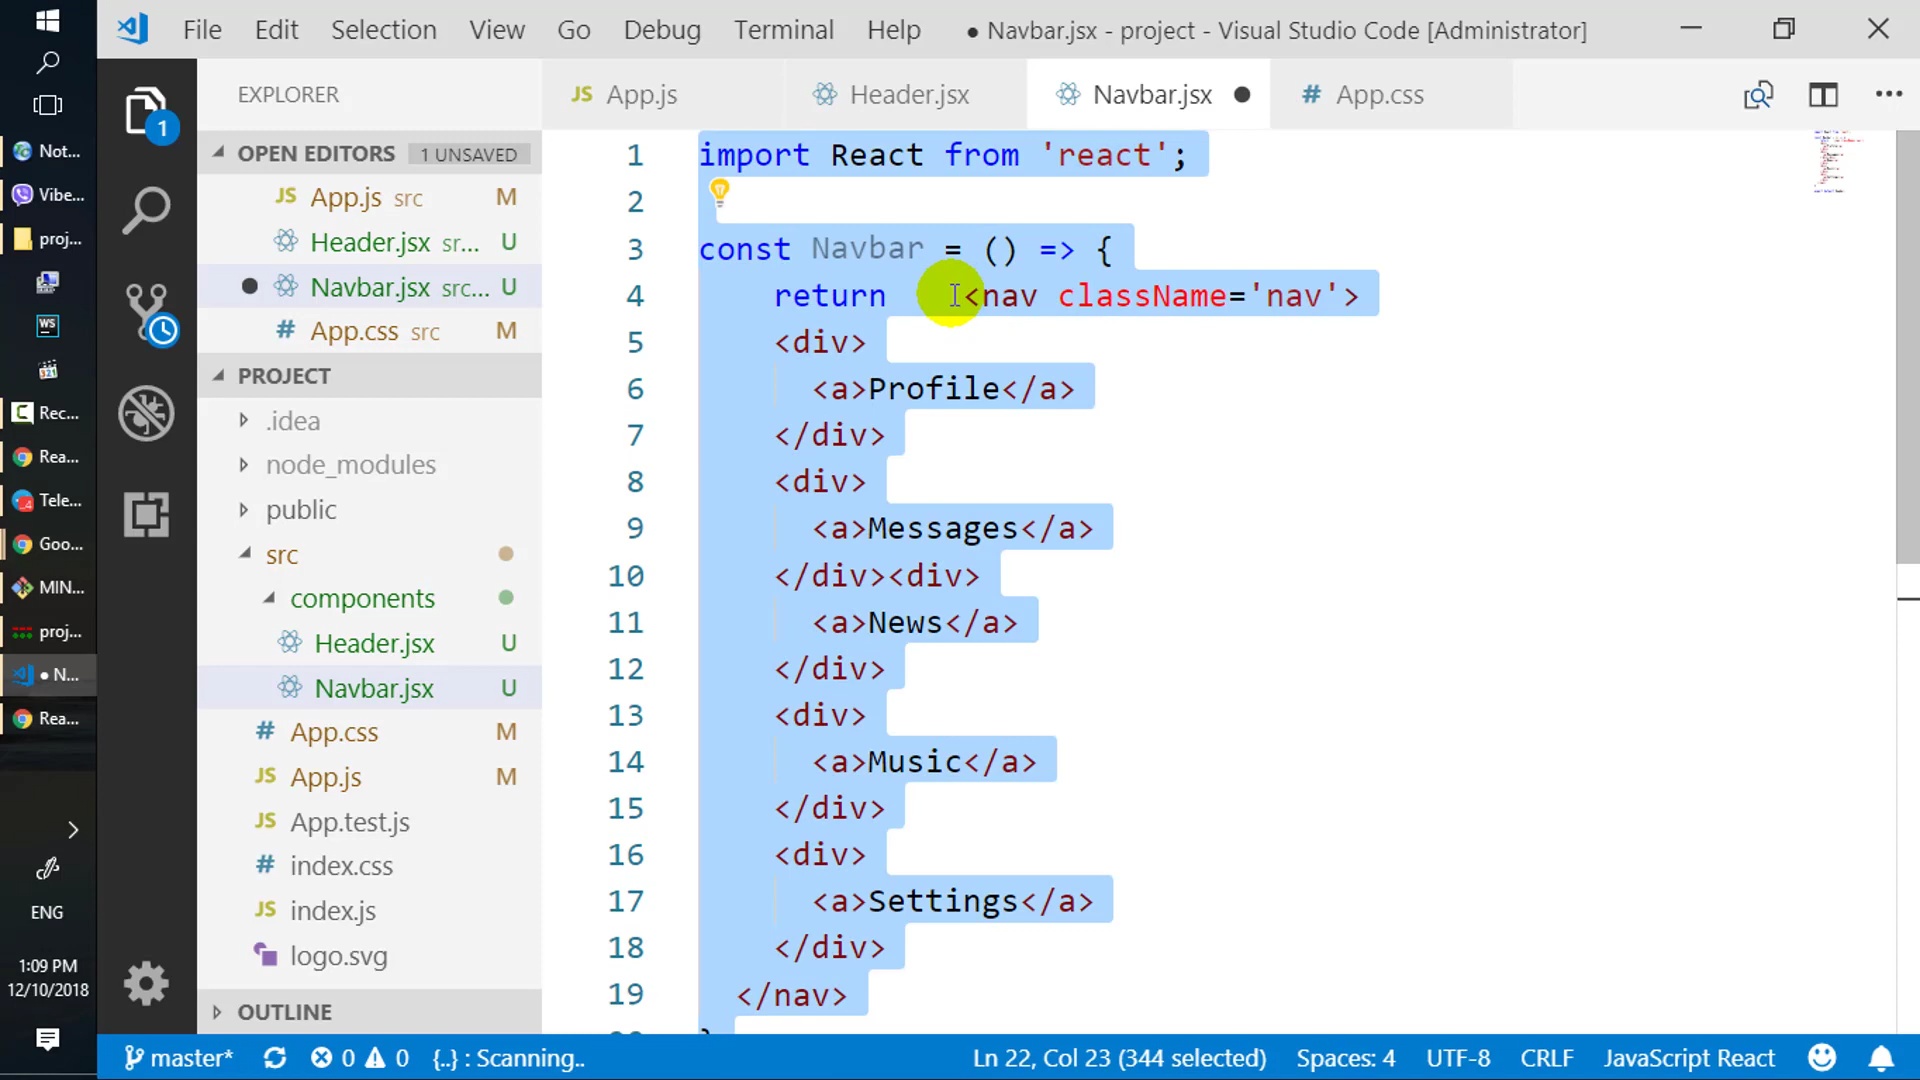 File Edit Selection View Go Debug Terminal Help ● Navbar.jsx - project - Visual Studio Code [Administrator]
EXPLORER
JS App.js
Header.jsx
Navbar.jsx ●
# App.css
OPEN EDITORS 1 UNSAVED
JS App.js src M
Header.jsx sr... U
● Navbar.jsx src... U
# App.css src M
PROJECT
.idea
node_modules
public
src
components
Header.jsx U
Navbar.jsx U
# App.css M
JS App.js M
JS App.test.js
# index.css
JS index.js
logo.svg
OUTLINE
1 import React from 'react';
2
3 const Navbar = () => {
4 return <nav className='nav'>
5 <div>
6 <a>Profile</a>
7 </div>
8 <div>
9 <a>Messages</a>
10 </div><div>
11 <a>News</a>
12 </div>
13 <div>
14 <a>Music</a>
15 </div>
16 <div>
17 <a>Settings</a>
18 </div>
19 </nav>
Not...
Vibe...
proj...
WS
321
Rec...
Rea...
Tele...
Goo...
MIN...
proj...
● N...
Rea...
ENG
1:09 PM
12/10/2018
1
master* 0 0 {..} : Scanning.. Ln 22, Col 23 (344 selected) Spaces: 4 UTF-8 CRLF JavaScript React